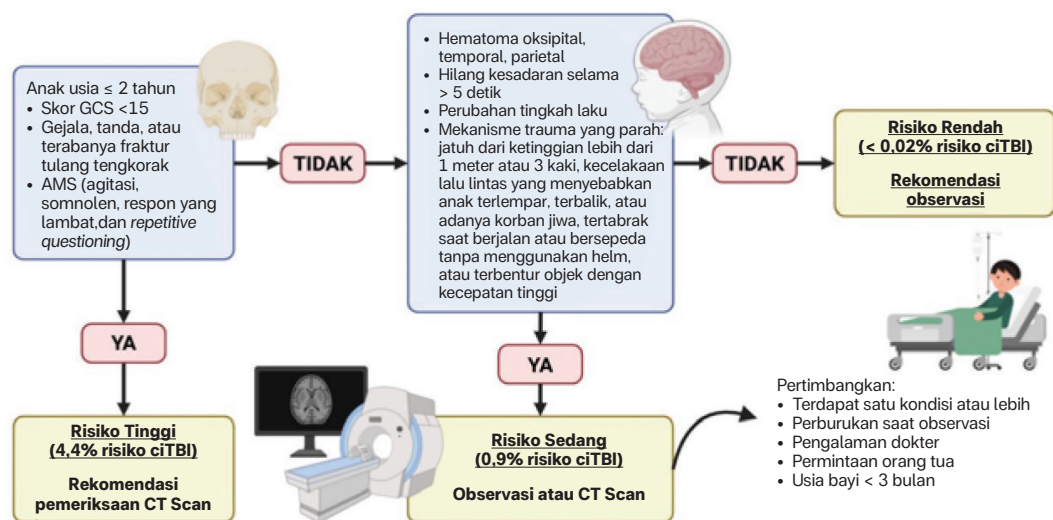 Anak usia ≤ 2 tahun
• Skor GCS <15
• Gejala, tanda, atau
terabanya fraktur
tulang tengkorak
• AMS (agitasi,
somnolen, respon yang
lambat,dan repetitive
questioning)
TIDAK
• Hematoma oksipital,
temporal, parietal
• Hilang kesadaran selama
> 5 detik
• Perubahan tingkah laku
• Mekanisme trauma yang parah:
jatuh dari ketinggian lebih dari
1 meter atau 3 kaki, kecelakaan
lalu lintas yang menyebabkan
anak terlempar, terbalik, atau
adanya korban jiwa, tertabrak
saat berjalan atau bersepeda
tanpa menggunakan helm,
atau terbentur objek dengan
kecepatan tinggi
TIDAK
Risiko Rendah
(< 0,02% risiko ciTBI)
Rekomendasi
observasi
YA
Risiko Tinggi
(4,4% risiko ciTBI)
Rekomendasi
pemeriksaan CT Scan
YA
Risiko Sedang
(0,9% risiko ciTBI)
Observasi atau CT Scan
Pertimbangkan:
• Terdapat satu kondisi atau lebih
• Perburukan saat observasi
• Pengalaman dokter
• Permintaan orang tua
• Usia bayi < 3 bulan